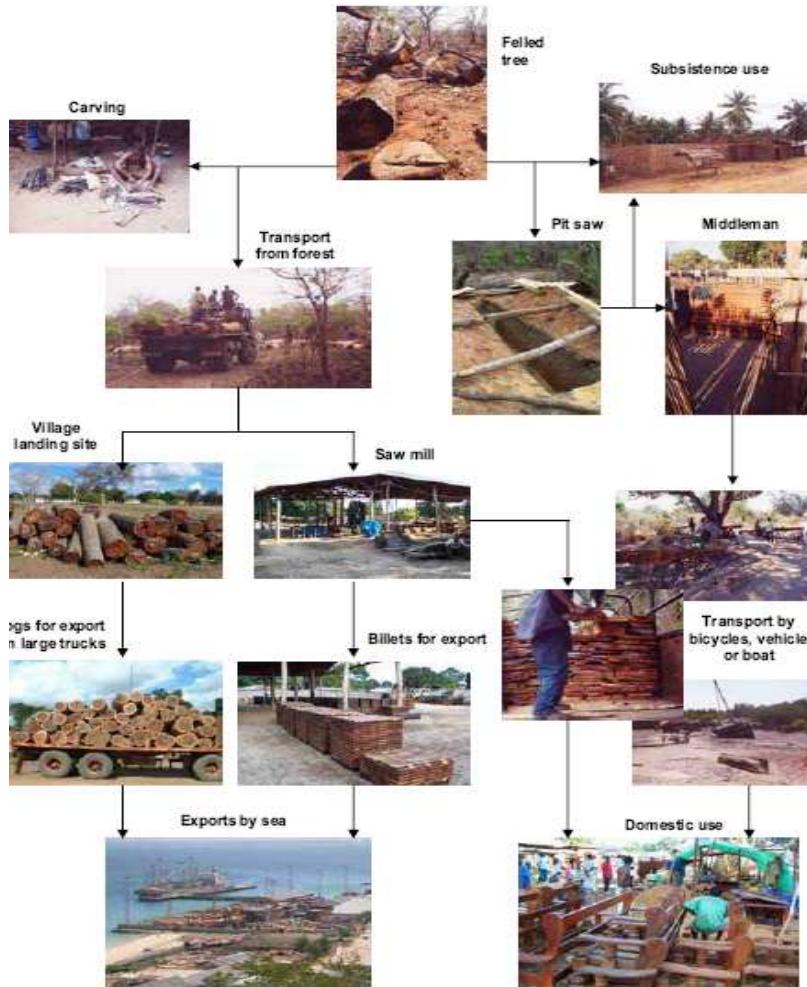 Felled
tree
Subsistence use
Carving
Pit saw
Middleman
Transport
from forest
Village
landing site
Saw mill
ogs for export
n large trucks
Billets for export
Transport by
bicycles, vehicle
or boat
Exports by sea
Domestic use